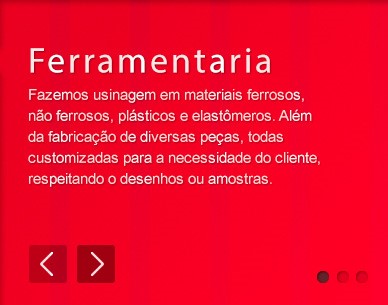 Ferramentaria
Fazemos usinagem em materiais ferrosos,
não ferrosos, plásticos e elastômeros. Além
da fabricação de diversas peças, todas
customizadas para a necessidade do cliente,
respeitando o desenhos ou amostras.